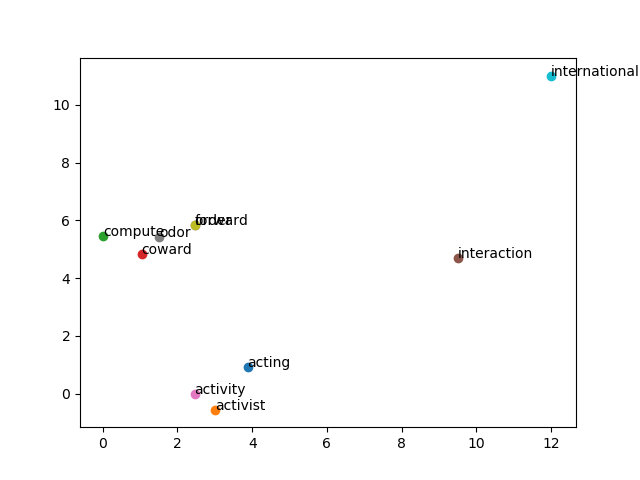 international
10
8
6
forward
compute
odor
coward
interaction
4
2
acting
activity
0
activist
0 2 4 6 8 10 12